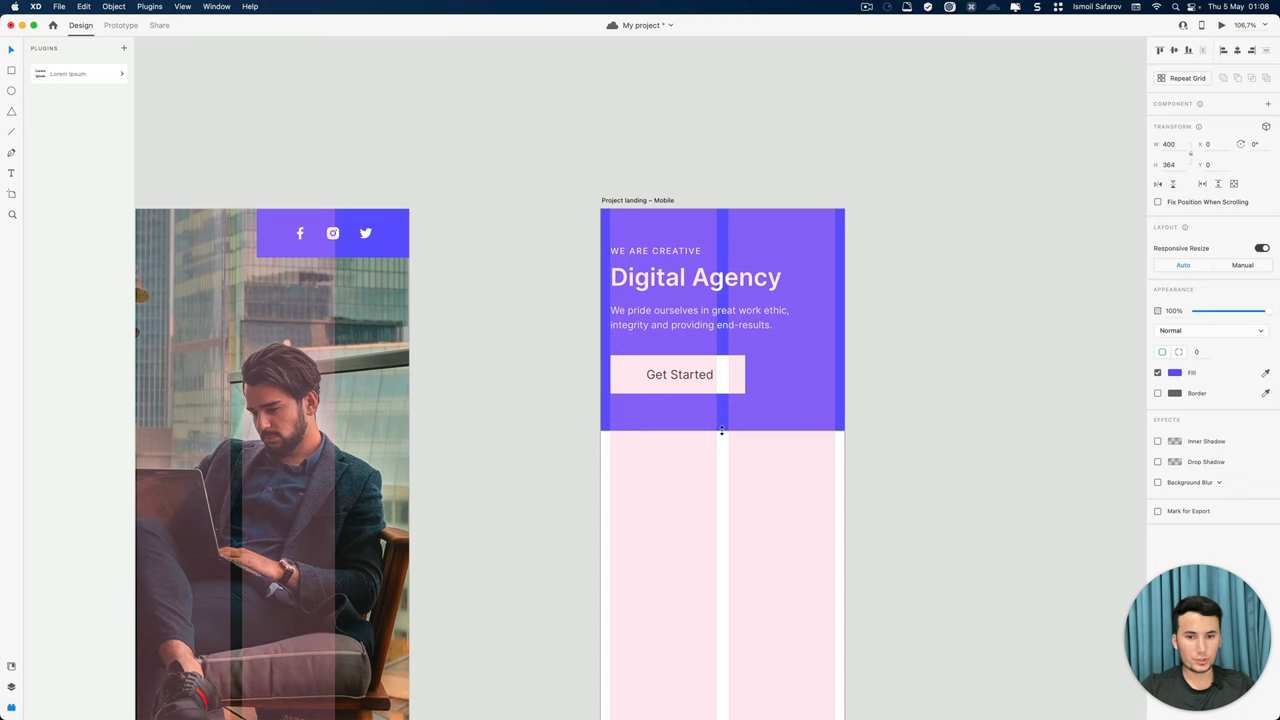 XD File Edit Object Plugins View Window Help
Ismoil Safarov Thu 5 May 01:08
Design Prototype Share
My project *
106,7%
PLUGINS
Lorem Ipsum
Lorem Ipsum
Project landing – Mobile
WE ARE CREATIVE
Digital Agency
We pride ourselves in great work ethic,
integrity and providing end-results.
Get Started
Repeat Grid
COMPONENT
TRANSFORM
W 400 X 0 0°
H 364 Y 0
Fix Position When Scrolling
LAYOUT
Responsive Resize
Auto Manual
APPEARANCE
100%
Normal
0
Fill
Border
EFFECTS
Inner Shadow
Drop Shadow
Background Blur
Mark for Export